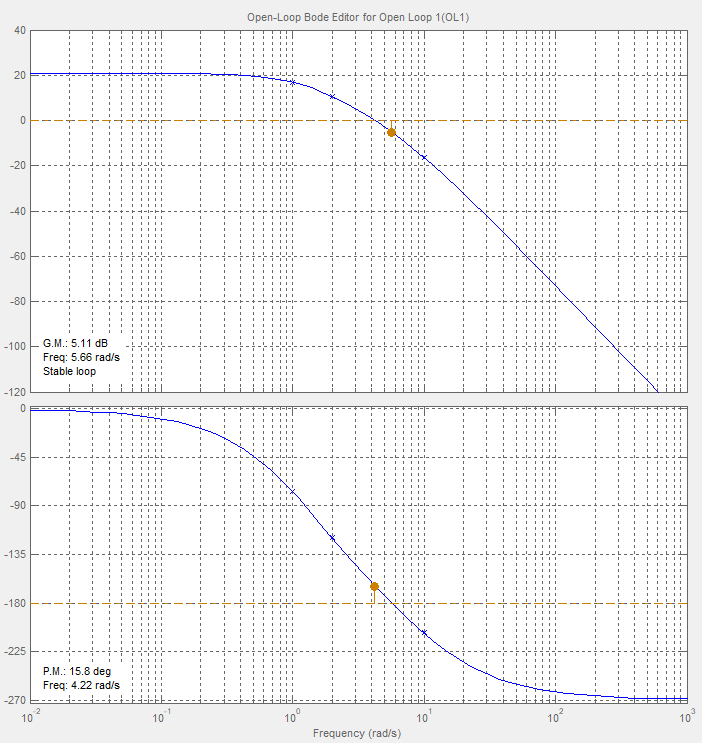 Open-Loop Bode Editor for Open Loop 1(OL1)
40
20
0
-20
-40
-60
-80
-100
-120
G.M.: 5.11 dB
Freq: 5.66 rad/s
Stable loop
0
-45
-90
-135
-180
-225
-270
P.M.: 15.8 deg
Freq: 4.22 rad/s
10^-2 10^-1 10^0 10^1 10^2 10^3
Frequency (rad/s)